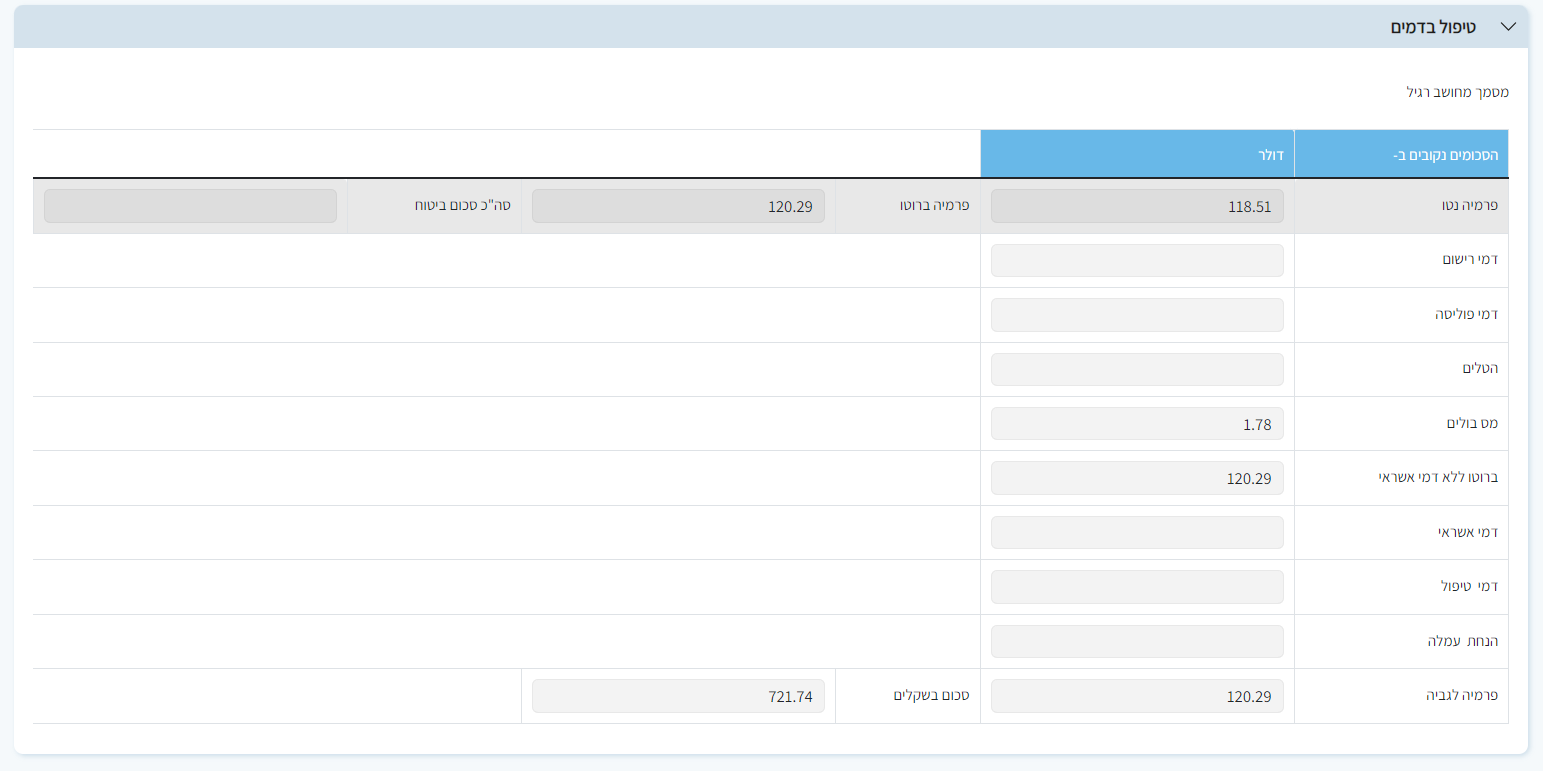 טיפול בדמים
מסמך מחושב רגיל
הסכומים נקובים ב- דולר
פרמיה נטו 118.51 פרמיה ברוטו 120.29 סה"כ סכום ביטוח
דמי רישום
דמי פוליסה
הטלים
מס בולים 1.78
ברוטו ללא דמי אשראי 120.29
דמי אשראי
דמי טיפול
הנחת עמלה
פרמיה לגביה 120.29 סכום בשקלים 721.74